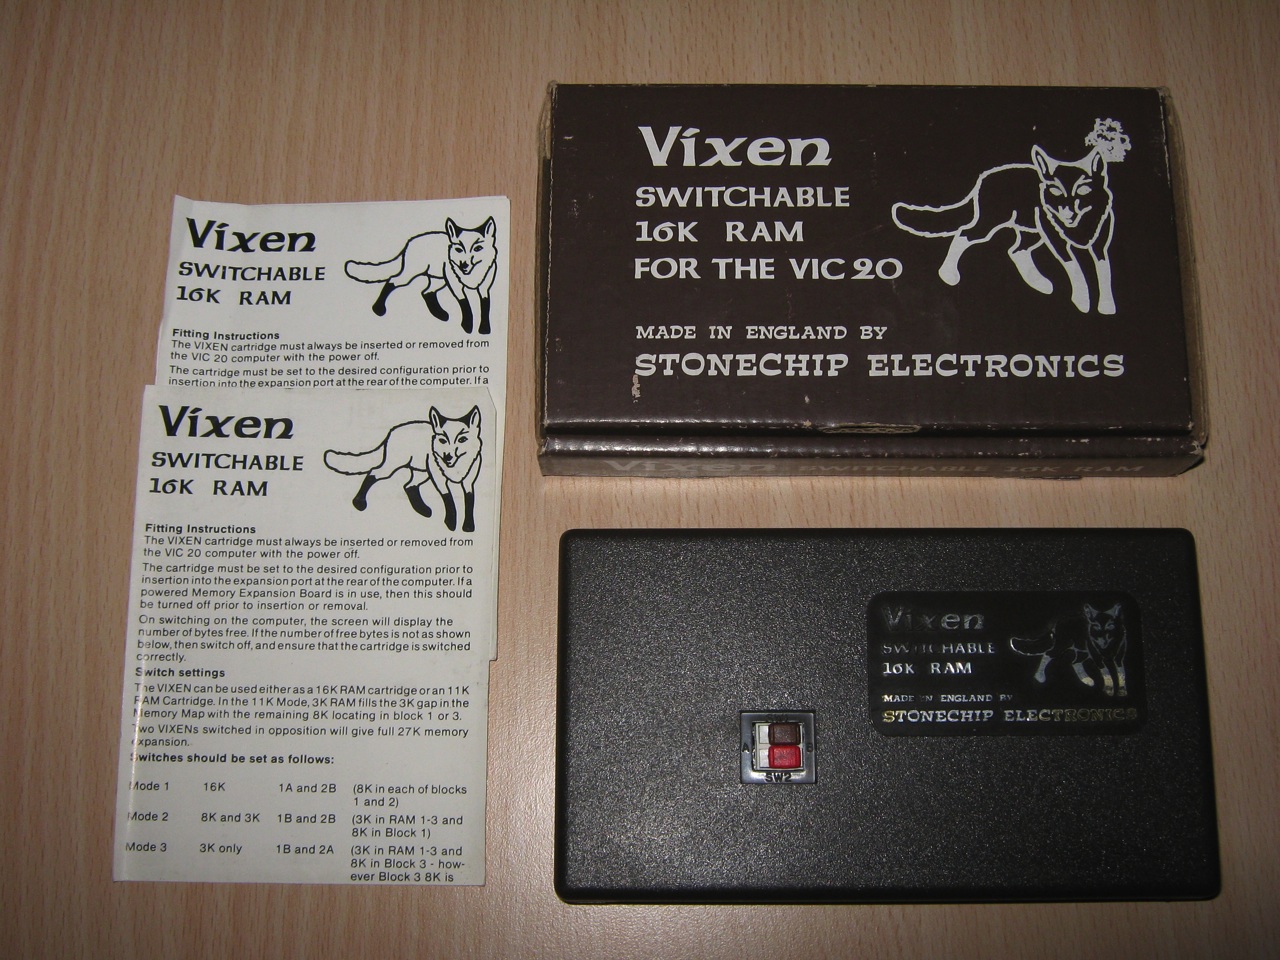 Vixen
SWITCHABLE
16K RAM
FOR THE VIC 20
MADE IN ENGLAND BY
STONECHIP ELECTRONICS
Vixen SWITCHABLE 16K RAM
Vixen
SWITCHABLE
16K RAM
Fitting Instructions
The VIXEN cartridge must always be inserted or removed from
the VIC 20 computer with the power off.
The cartridge must be set to the desired configuration prior to
insertion into the expansion port at the rear of the computer. If a
Vixen
SWITCHABLE
16K RAM
Fitting Instructions
The VIXEN cartridge must always be inserted or removed from
the VIC 20 computer with the power off.
The cartridge must be set to the desired configuration prior to
insertion into the expansion port at the rear of the computer. If a
powered Memory Expansion Board is in use, then this should
be turned off prior to insertion or removal.
On switching on the computer, the screen will display the
number of bytes free. If the number of free bytes is not as shown
below, then switch off, and ensure that the cartridge is switched
correctly.
Switch settings
The VIXEN can be used either as a 16K RAM cartridge or an 11K
RAM Cartridge. In the 11K Mode, 3K RAM fills the 3K gap in the
Memory Map with the remaining 8K locating in block 1 or 3.
Two VIXENs switched in opposition will give full 27K memory
expansion.
Switches should be set as follows:
Mode 1 16K 1A and 2B (8K in each of blocks
1 and 2)
Mode 2 8K and 3K 1B and 2B (3K in RAM 1-3 and
8K in Block 1)
Mode 3 3K only 1B and 2A (3K in RAM 1-3 and
8K in Block 3 - how-
ever Block 3 8K is
Vixen
SWITCHABLE
16K RAM
MADE IN ENGLAND BY
STONECHIP ELECTRONICS
A B
SW2